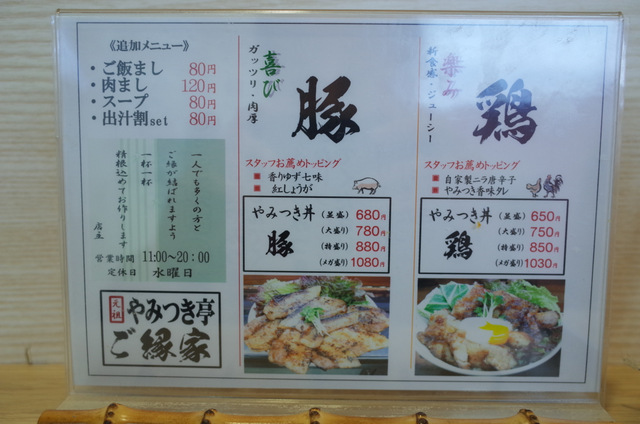 《追加メニュー》
・ご飯まし 80円
・肉まし 120円
・スープ 80円
・出汁割set 80円
一人でも多くの方と
ご縁が結ばれますよう
一杯一杯
精根込めてお作りします
店主
営業時間 11:00〜20:00
定休日 水曜日
元祖 やみつき亭
ご縁家
喜び
ガッツリ・肉厚
豚
スタッフお薦めトッピング
香りゆず七味
紅しょうが
やみつき丼 豚
(並盛) 680円
(大盛り) 780円
(特盛り) 880円
(メガ盛り) 1080円
楽み
新食感・ジューシー
鶏
スタッフお薦めトッピング
自家製ニラ唐辛子
やみつき香味タレ
やみつき丼 鶏
(並盛) 650円
(大盛り) 750円
(特盛り) 850円
(メガ盛り) 1030円